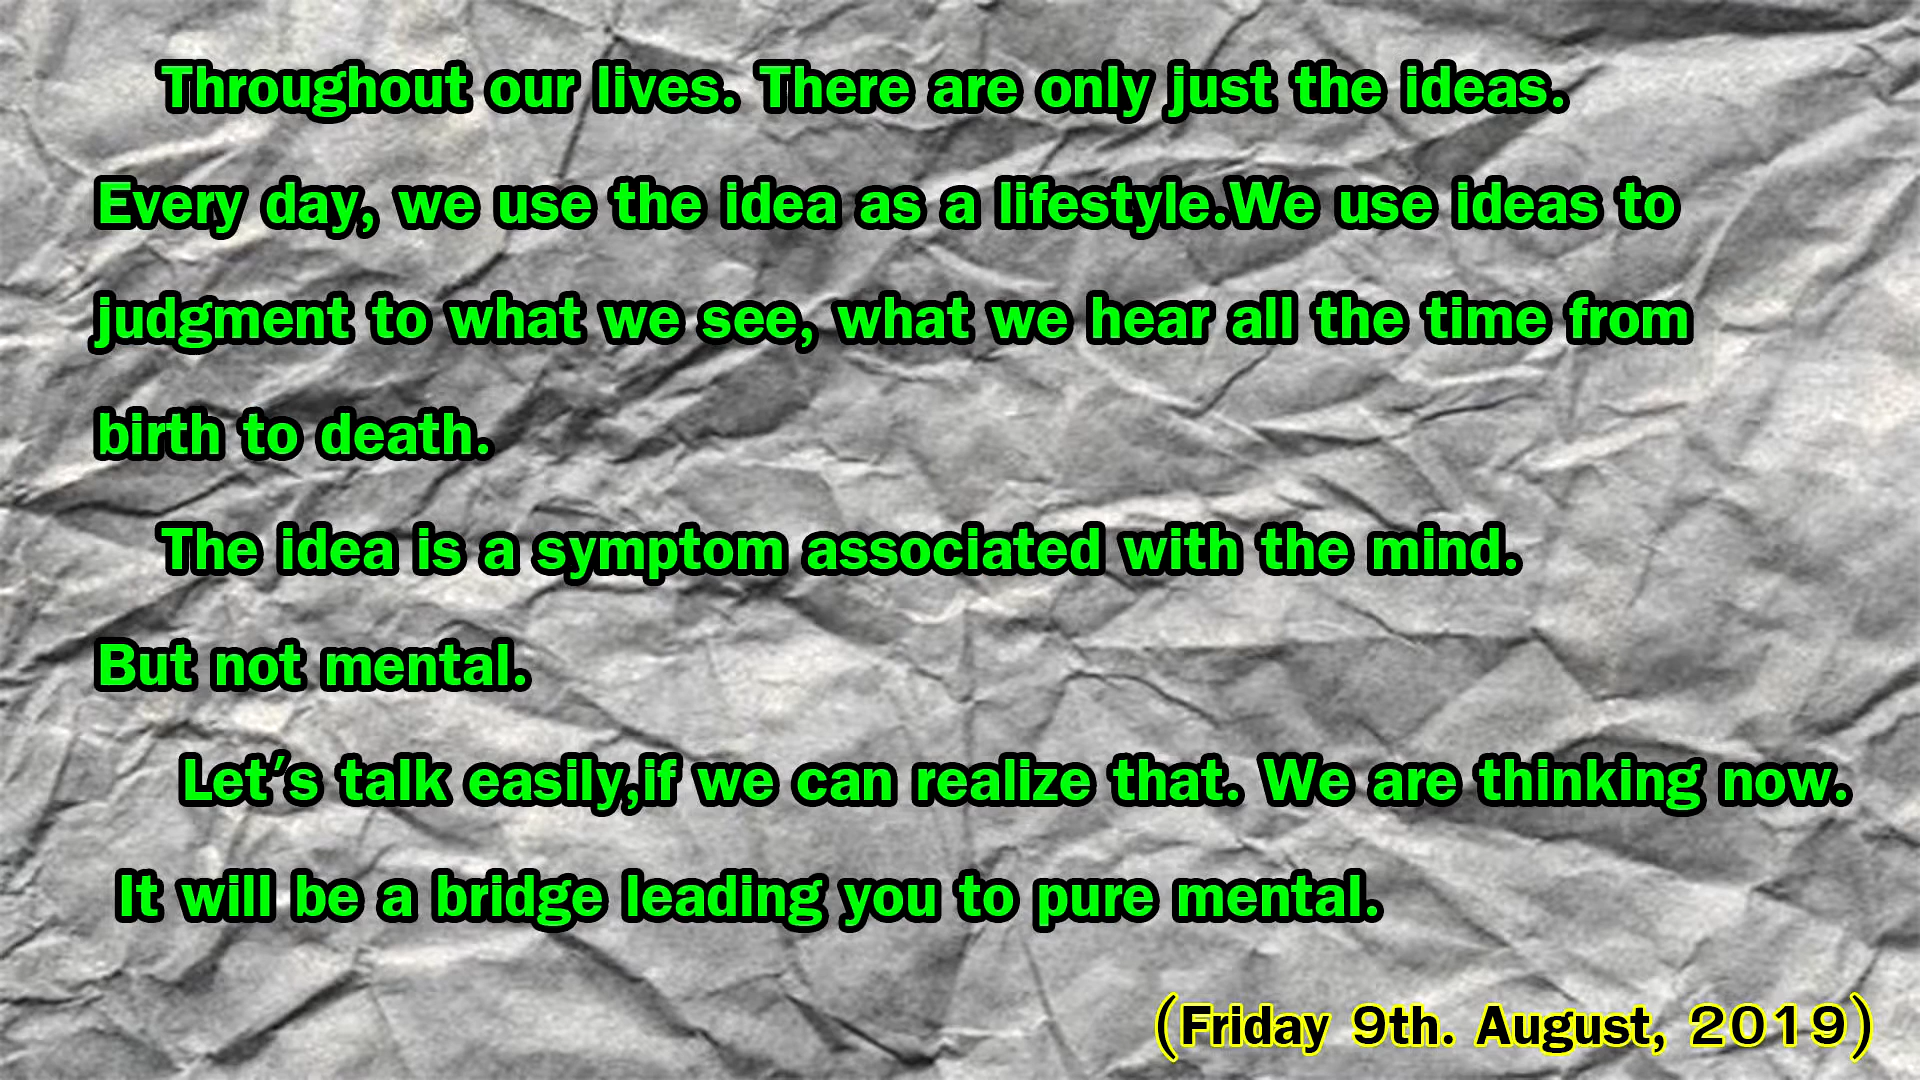 Throughout our lives. There are only just the ideas.
Every day, we use the idea as a lifestyle.We use ideas to
judgment to what we see, what we hear all the time from
birth to death.
The idea is a symptom associated with the mind.
But not mental.
Let's talk easily,if we can realize that. We are thinking now.
It will be a bridge leading you to pure mental.
(Friday 9th. August, 2019)